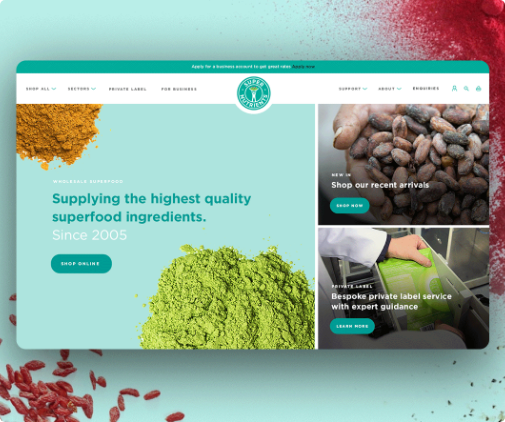 Apply for a business account to get great rates Apply now
SHOP ALL
SECTORS
PRIVATE LABEL
FOR BUSINESS
SUPER NUTRIENTS
SUPPORT
ABOUT
ENQUIRIES
WHOLESALE SUPERFOOD
Supplying the highest quality
superfood ingredients.
Since 2005
SHOP ONLINE
NEW IN
Shop our recent arrivals
SHOP NOW
PRIVATE LABEL
Bespoke private label service
with expert guidance
LEARN MORE